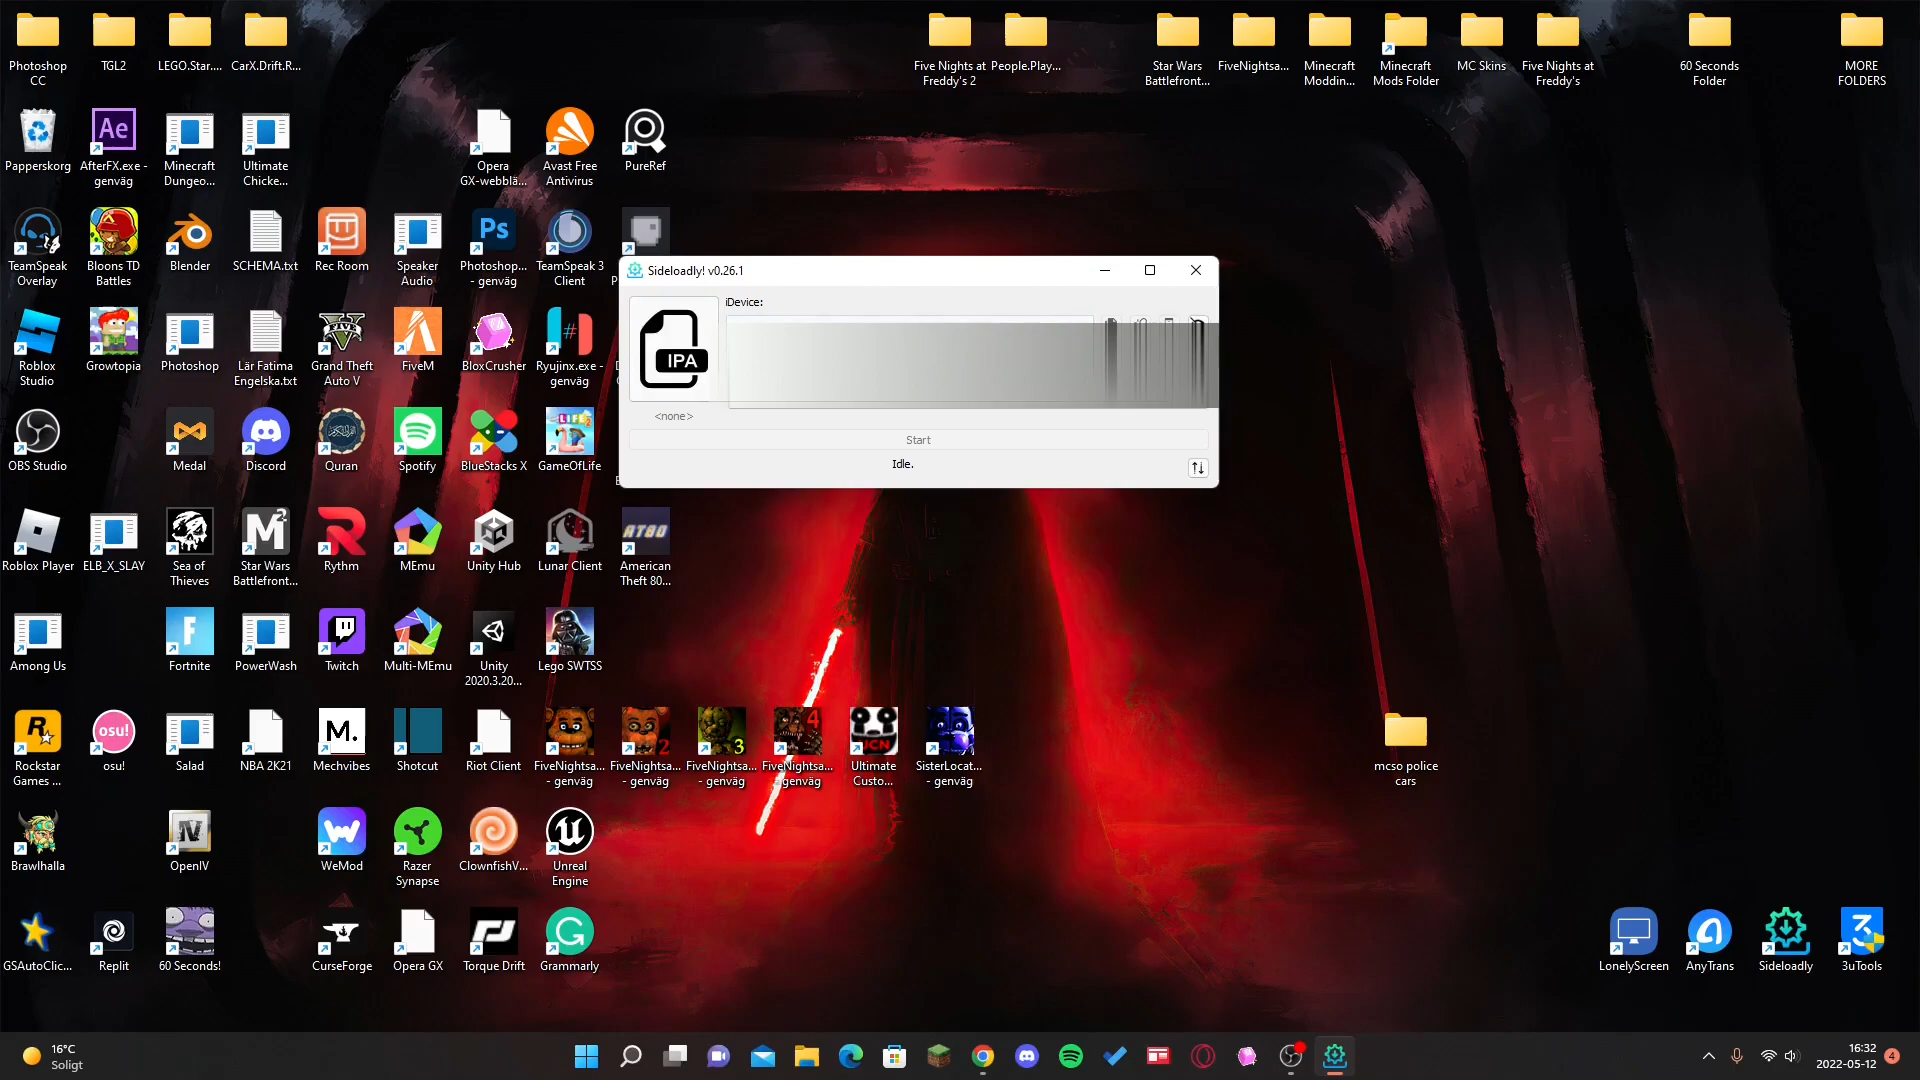 Photoshop CC
TGL2
LEGO.Star....
CarX.Drift.R...
Five Nights at Freddy's 2
People.Play...
Star Wars Battlefront...
FiveNightsa...
Minecraft Moddin...
Minecraft Mods Folder
MC Skins
Five Nights at Freddy's
60 Seconds Folder
MORE FOLDERS
Papperskorg
AfterFX.exe - genväg
Minecraft Dungeo...
Ultimate Chicke...
Opera GX-webblä...
Avast Free Antivirus
PureRef
TeamSpeak Overlay
Bloons TD Battles
Blender
SCHEMA.txt
Rec Room
Speaker Audio
Photoshop... - genväg
TeamSpeak 3 Client
Sideloadly! v0.26.1
iDevice:
IPA
<none>
Start
Idle.
Roblox Studio
Growtopia
Photoshop
Lär Fatima Engelska.txt
Grand Theft Auto V
FiveM
BloxCrusher
Ryujinx.exe - genväg
OBS Studio
Medal
Discord
Quran
Spotify
BlueStacks X
GameOfLife
Roblox Player
ELB_X_SLAY
Sea of Thieves
Star Wars Battlefront...
Rythm
MEmu
Unity Hub
Lunar Client
American Theft 80...
Among Us
Fortnite
PowerWash
Twitch
Multi-MEmu
Unity 2020.3.20...
Lego SWTSS
Rockstar Games ...
osu!
Salad
NBA 2K21
Mechvibes
Shotcut
Riot Client
FiveNightsa... - genväg
FiveNightsa... - genväg
FiveNightsa... - genväg
FiveNightsa... - genväg
Ultimate Custo...
SisterLocat... - genväg
mcso police cars
Brawlhalla
OpenIV
WeMod
Razer Synapse
ClownfishV...
Unreal Engine
GSAutoClic...
Replit
60 Seconds!
CurseForge
Opera GX
Torque Drift
Grammarly
LonelyScreen
AnyTrans
Sideloadly
3uTools
16°C
Soligt
16:32
2022-05-12
4